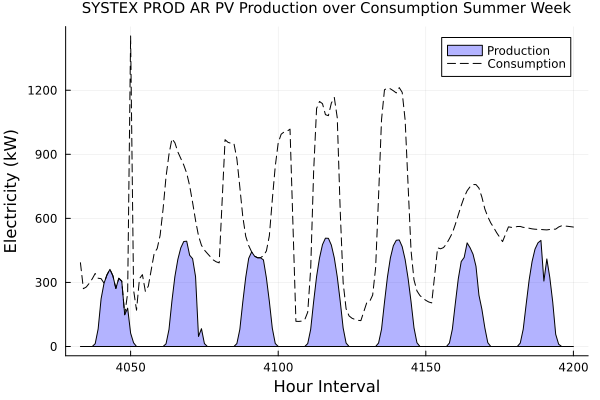 SYSTEX PROD AR PV Production over Consumption Summer Week
Production
Consumption
Electricity (kW)
1200
900
600
300
0
4050 4100 4150 4200
Hour Interval